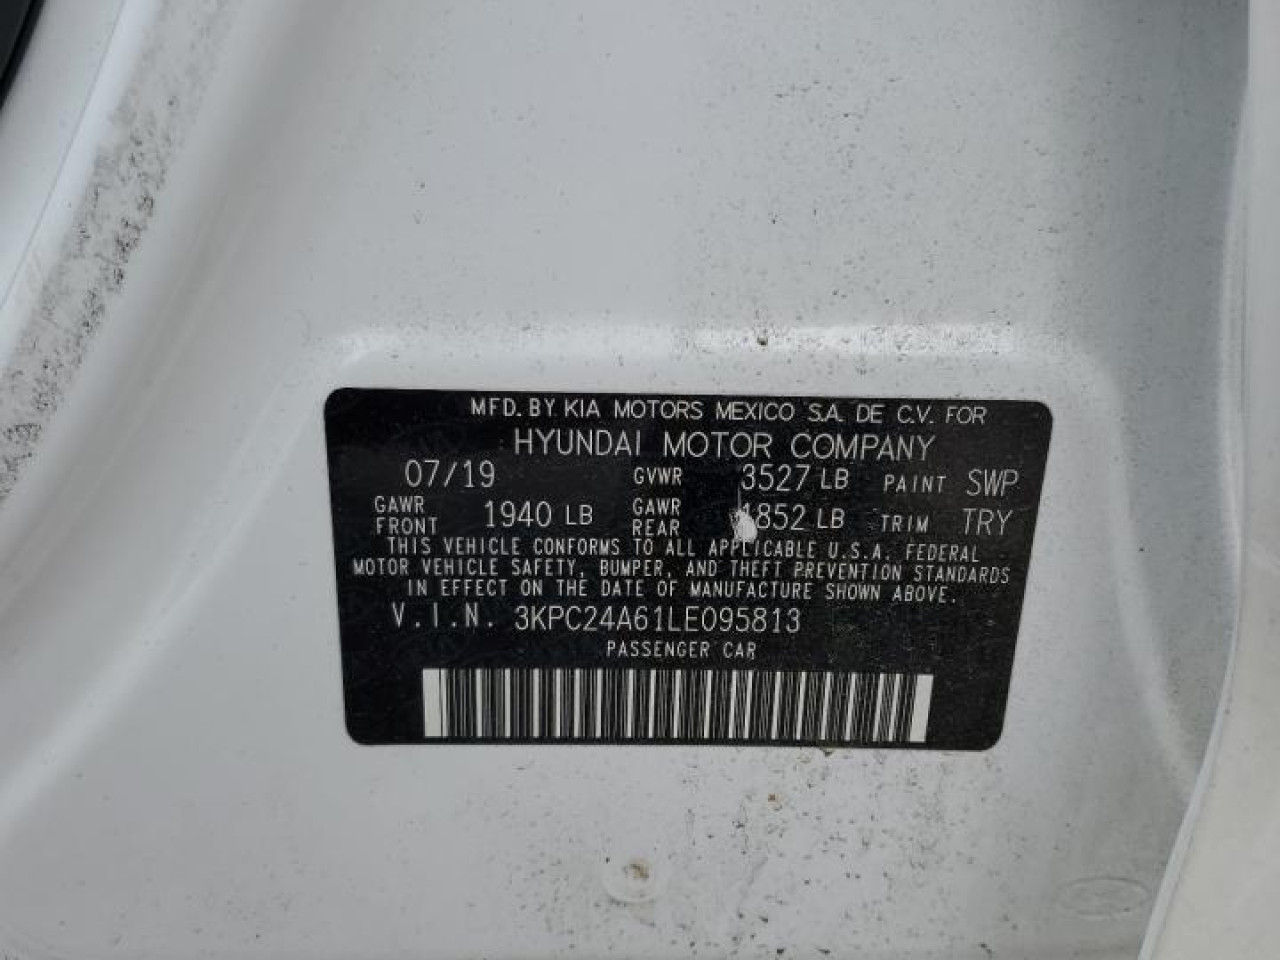 MFD. BY KIA MOTORS MEXICO S.A. DE C.V. FOR
HYUNDAI MOTOR COMPANY
07/19 GVWR 3527 LB PAINT SWP
GAWR FRONT 1940 LB GAWR REAR 1852 LB TRIM TRY
THIS VEHICLE CONFORMS TO ALL APPLICABLE U.S.A. FEDERAL
MOTOR VEHICLE SAFETY, BUMPER, AND THEFT PREVENTION STANDARDS
IN EFFECT ON THE DATE OF MANUFACTURE SHOWN ABOVE.
V.I.N. 3KPC24A61LE095813
PASSENGER CAR